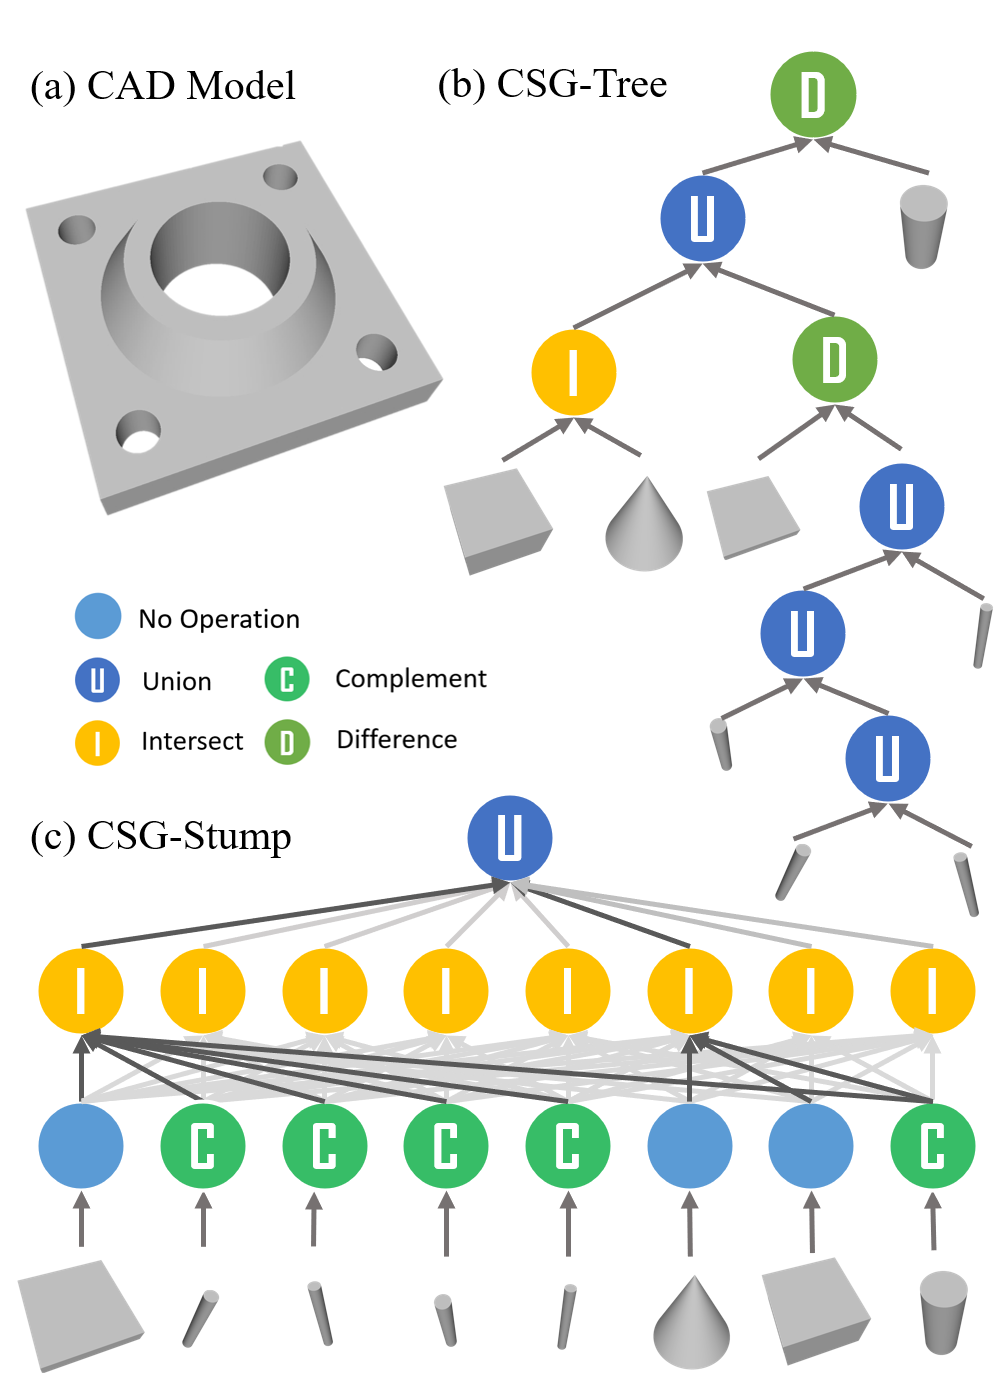 (a) CAD Model
(b) CSG-Tree
D
U
I
D
U
U
U
No Operation
U Union
C Complement
I Intersect
D Difference
(c) CSG-Stump
U
I I I I I I I I
C C C C C